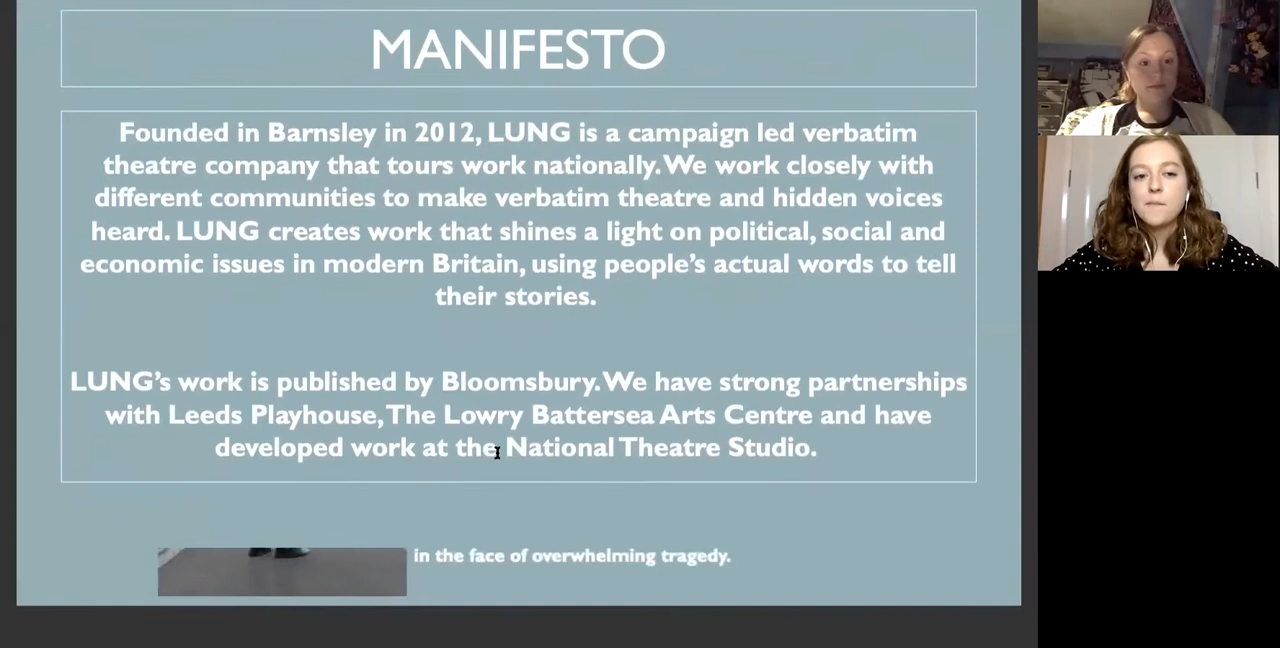 MANIFESTO
Founded in Barnsley in 2012, LUNG is a campaign led verbatim
theatre company that tours work nationally. We work closely with
different communities to make verbatim theatre and hidden voices
heard. LUNG creates work that shines a light on political, social and
economic issues in modern Britain, using people’s actual words to tell
their stories.
LUNG’s work is published by Bloomsbury. We have strong partnerships
with Leeds Playhouse, The Lowry Battersea Arts Centre and have
developed work at the National Theatre Studio.
in the face of overwhelming tragedy.